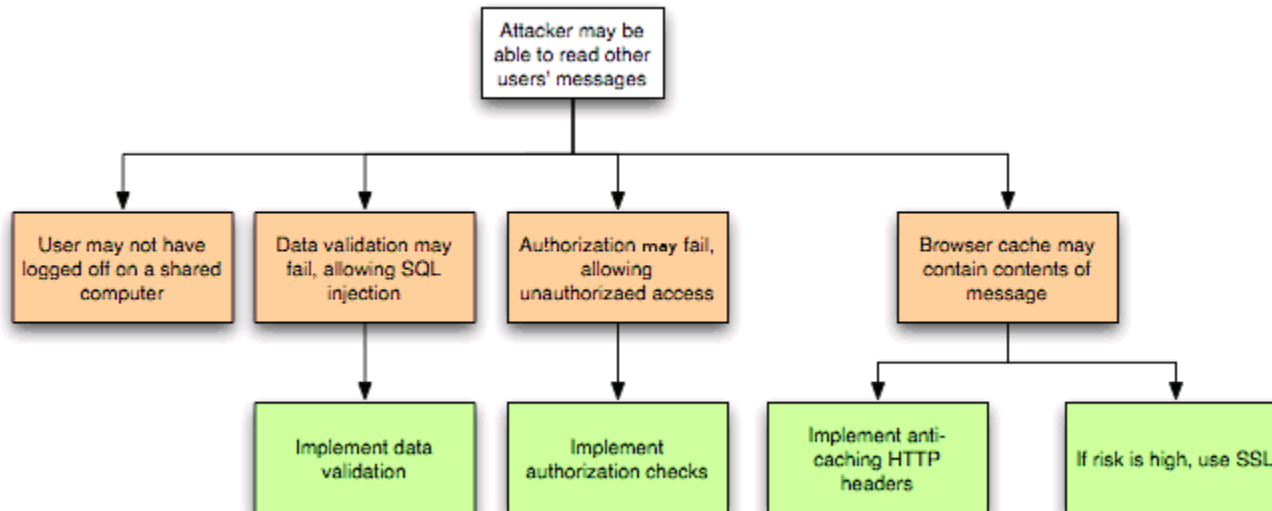 Attacker may be
able to read other
users' messages
User may not have
logged off on a shared
computer
Data validation may
fail, allowing SQL
injection
Authorization may fail,
allowing
unauthorizaed access
Browser cache may
contain contents of
message
Implement data
validation
Implement
authorization checks
Implement anti-
caching HTTP
headers
If risk is high, use SSL